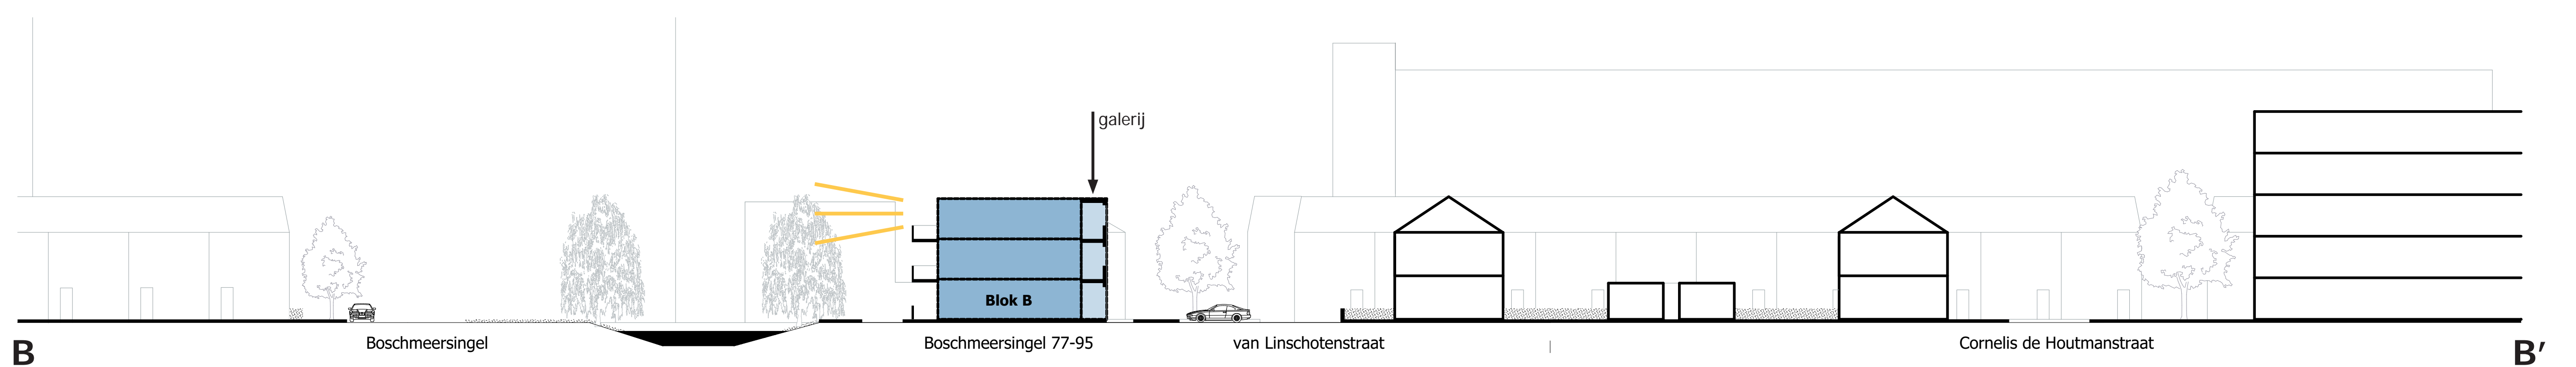 galerij
Blok B
B
Boschmeersingel
Boschmeersingel 77-95
van Linschotenstraat
Cornelis de Houtmanstraat
B'